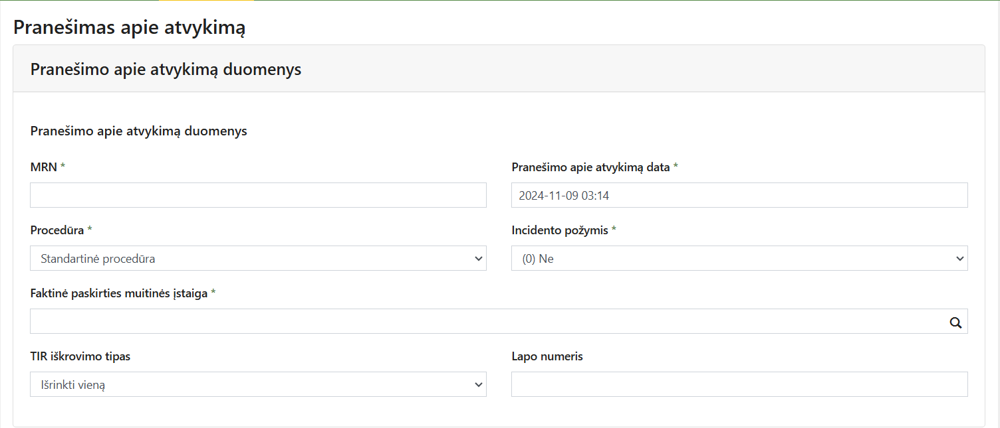 Pranešimas apie atvykimą
Pranešimo apie atvykimą duomenys
Pranešimo apie atvykimą duomenys
MRN *
Pranešimo apie atvykimą data *
2024-11-09 03:14
Procedūra *
Incidento požymis *
Standartinė procedūra
(0) Ne
Faktinė paskirties muitinės įstaiga *
TIR iškrovimo tipas
Lapo numeris
Išrinkti vieną